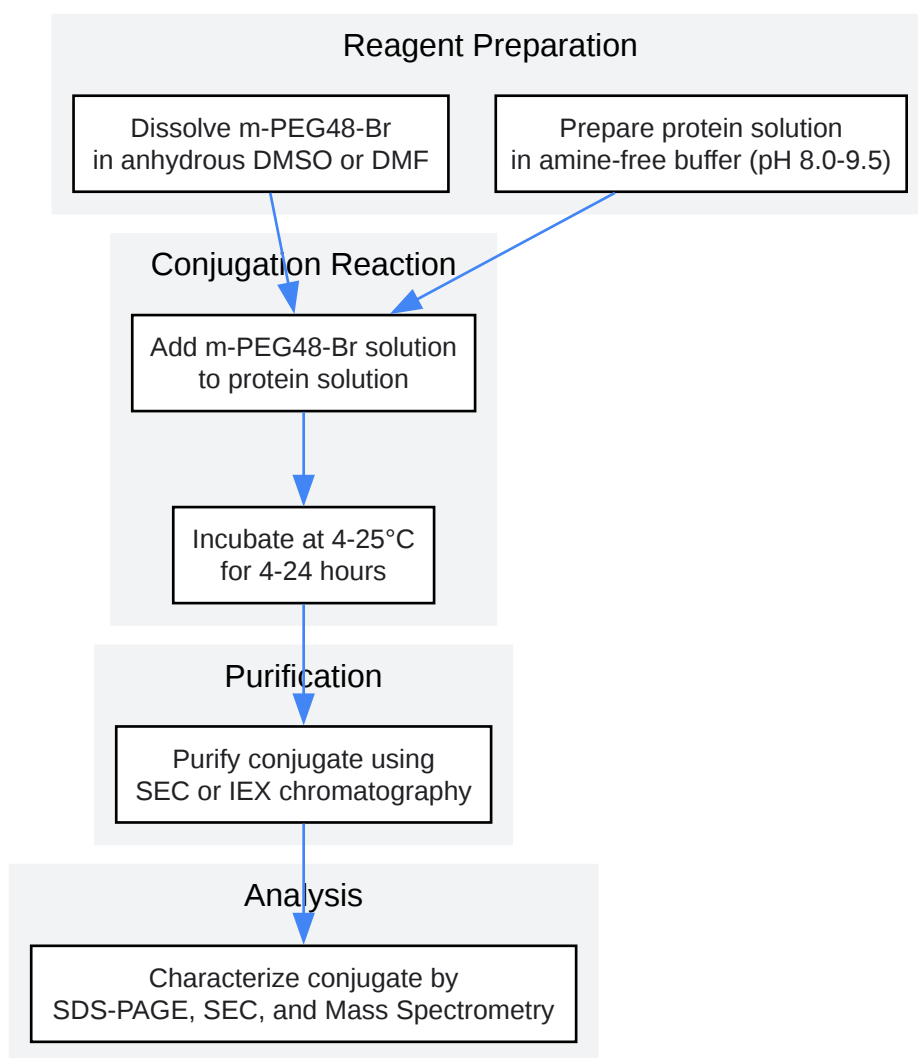 Reagent Preparation
Dissolve m-PEG48-Br
in anhydrous DMSO or DMF
Prepare protein solution
in amine-free buffer (pH 8.0-9.5)
Conjugation Reaction
Add m-PEG48-Br solution
to protein solution
Incubate at 4-25°C
for 4-24 hours
Purification
Purify conjugate using
SEC or IEX chromatography
Analysis
Characterize conjugate by
SDS-PAGE, SEC, and Mass Spectrometry